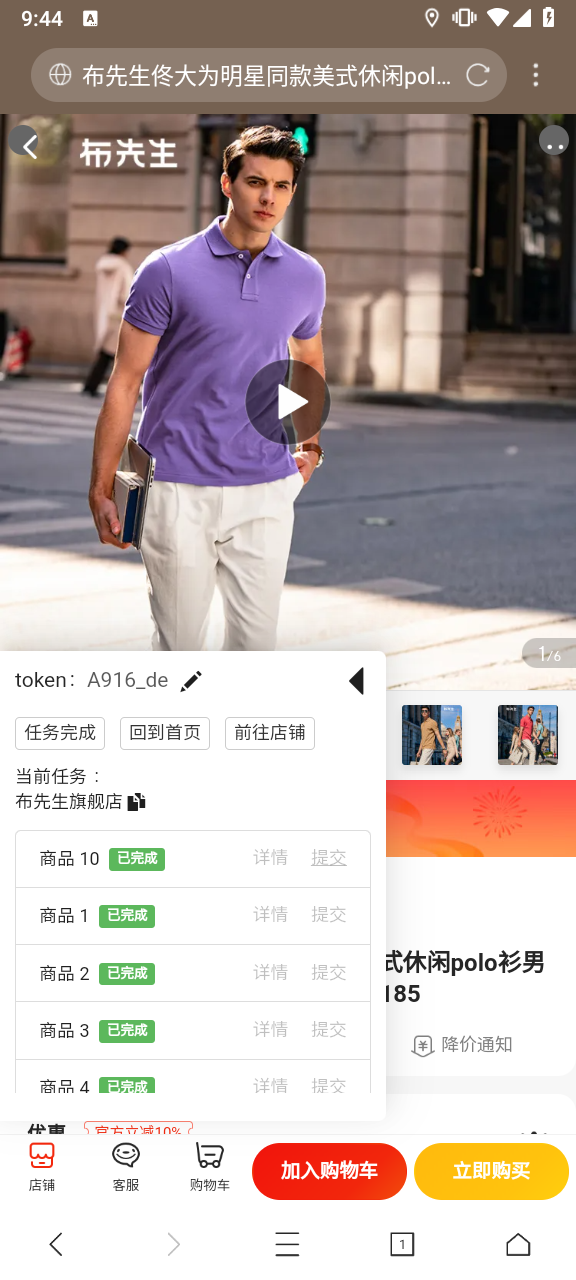 9:44
A
布先生佟大为明星同款美式休闲pol...
布先生
1/6
token： A916_de
任务完成 回到首页 前往店铺
当前任务：
布先生旗舰店
商品 10 已完成 详情 提交
商品 1 已完成 详情 提交
商品 2 已完成 详情 提交
商品 3 已完成 详情 提交
商品 4 已完成 详情 提交
式休闲polo衫男
185
降价通知
优惠 官方立减10%
店铺 客服 购物车 加入购物车 立即购买
1